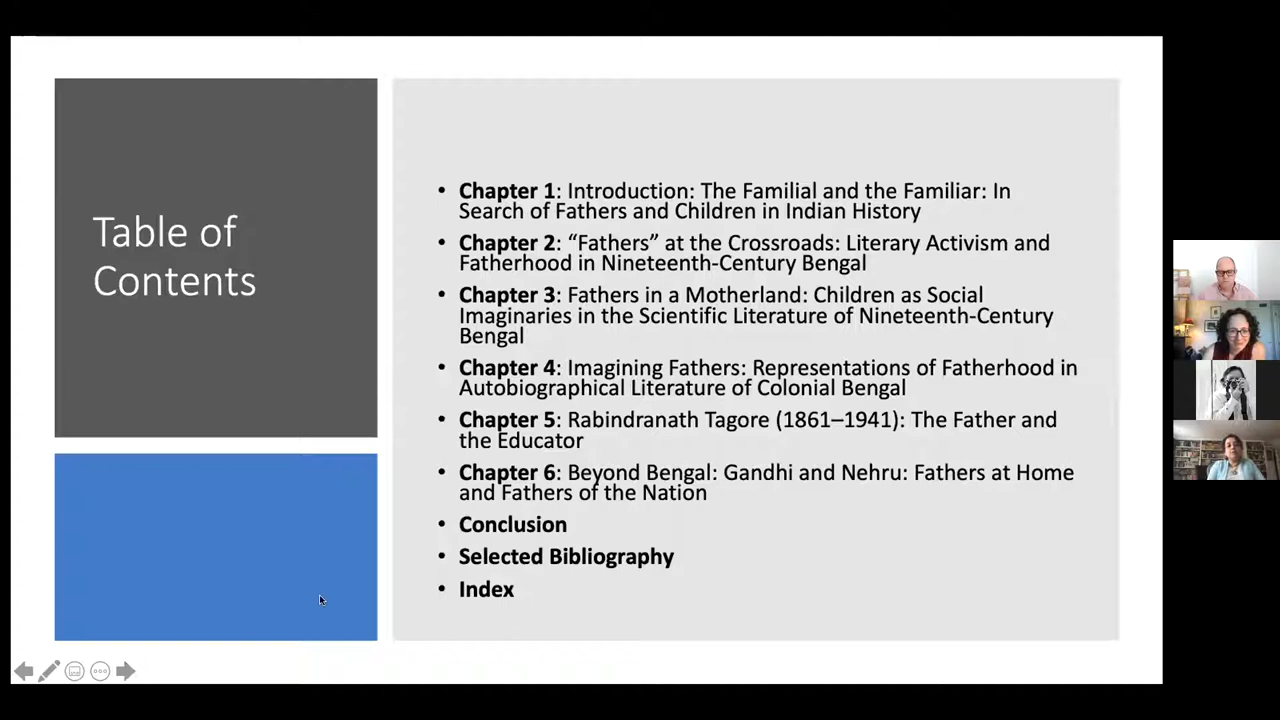 Table of
Contents
• Chapter 1: Introduction: The Familial and the Familiar: In
Search of Fathers and Children in Indian History
• Chapter 2: “Fathers” at the Crossroads: Literary Activism and
Fatherhood in Nineteenth-Century Bengal
• Chapter 3: Fathers in a Motherland: Children as Social
Imaginaries in the Scientific Literature of Nineteenth-Century
Bengal
• Chapter 4: Imagining Fathers: Representations of Fatherhood in
Autobiographical Literature of Colonial Bengal
• Chapter 5: Rabindranath Tagore (1861–1941): The Father and
the Educator
• Chapter 6: Beyond Bengal: Gandhi and Nehru: Fathers at Home
and Fathers of the Nation
• Conclusion
• Selected Bibliography
• Index